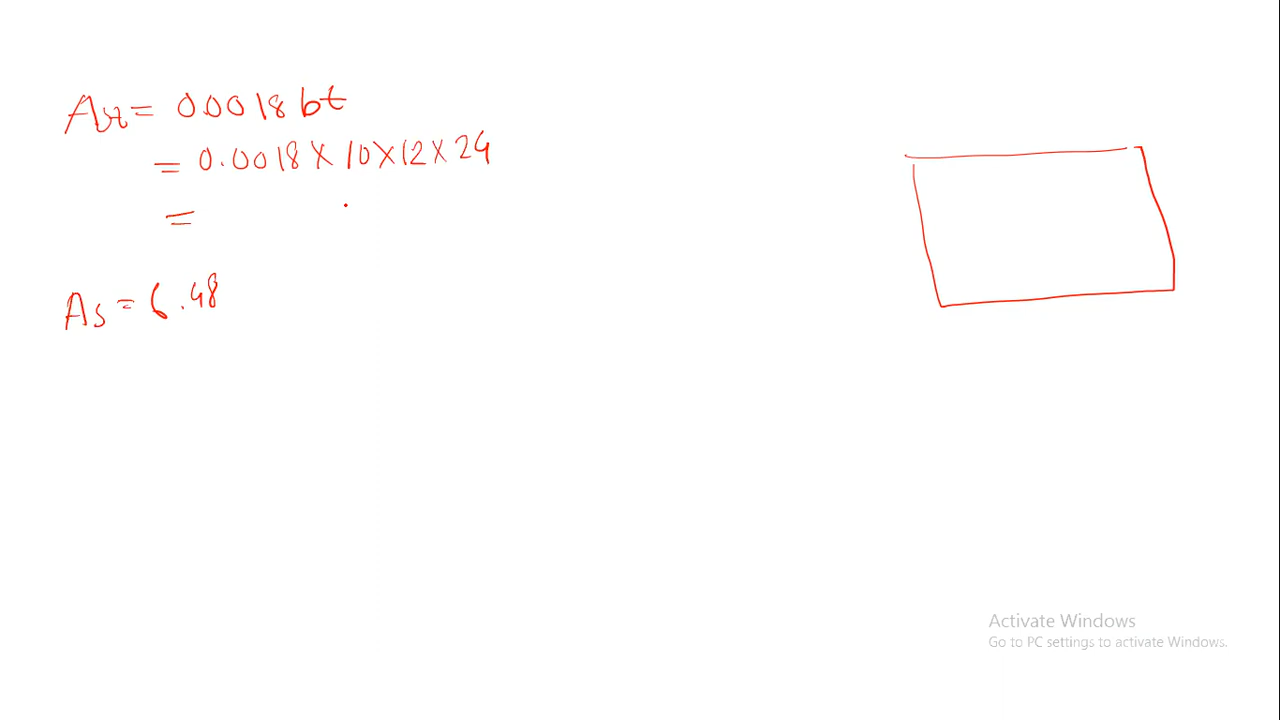 Ast = 0.0018 bt
= 0.0018 X 10 X 12 X 24
=
As = 6.48
Activate Windows
Go to PC settings to activate Windows.